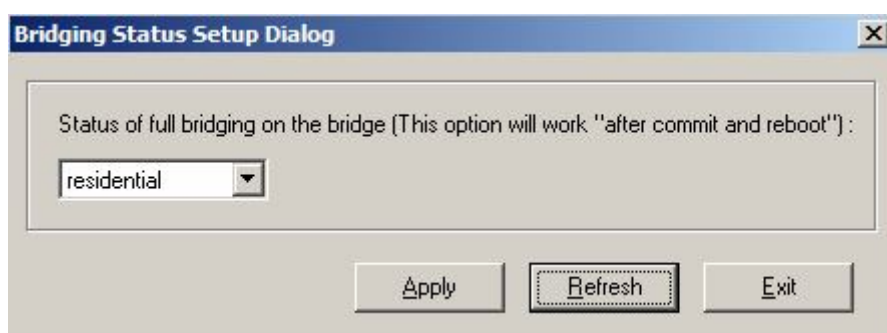 Bridging Status Setup Dialog
Status of full bridging on the bridge (This option will work "after commit and reboot") :
residential
Apply Refresh Exit